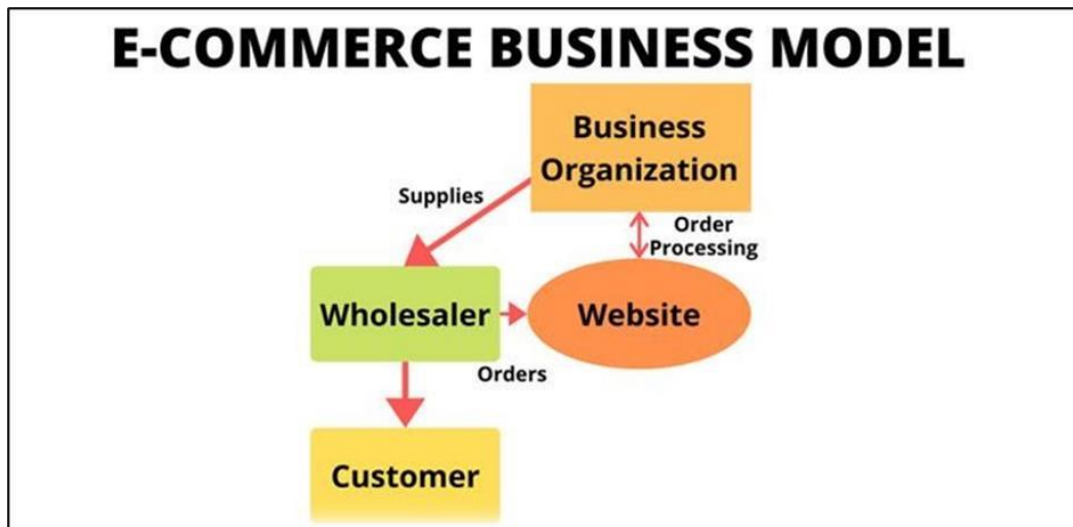 E-COMMERCE BUSINESS MODEL
Business
Organization
Supplies
Order
Processing
Wholesaler
Website
Orders
Customer